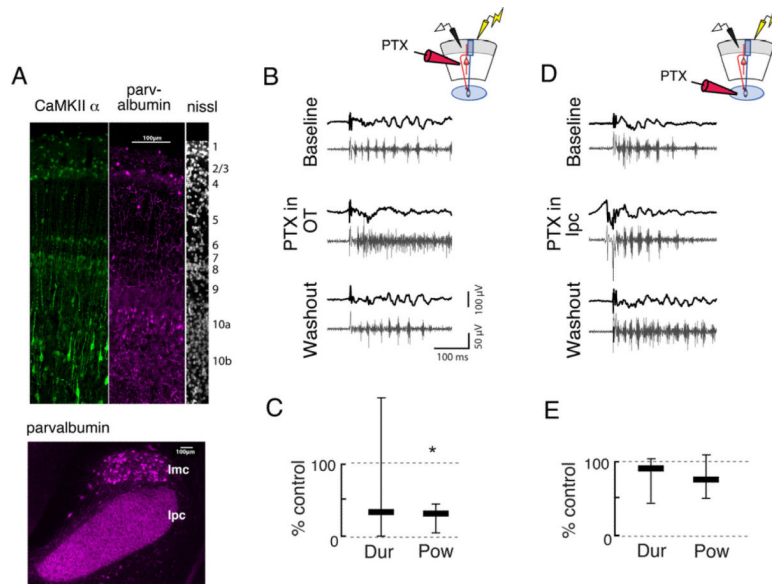 A
CaMKII α
parv-
albumin
nissl
100µm
1
2/3
4
5
6
7
8
9
10a
10b
parvalbumin
100µm
Imc
Ipc
B
PTX
Baseline
PTX in
OT
Washout
100 µV
50 µV
100 ms
C
% control
100
0
*
Dur
Pow
D
PTX
Baseline
PTX in
Ipc
Washout
E
% control
100
0
Dur
Pow